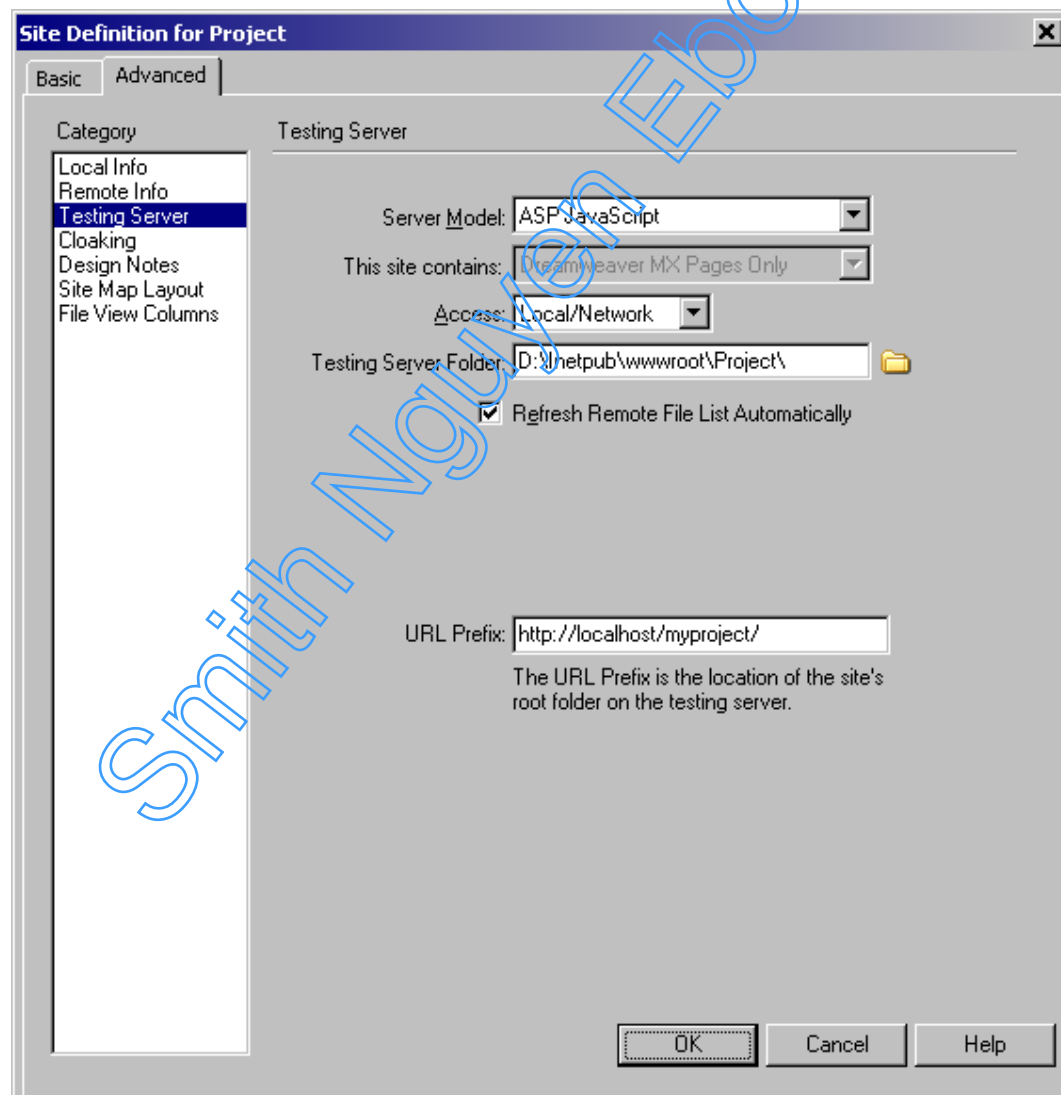 Site Definition for Project
Basic Advanced
Category
Local Info
Remote Info
Testing Server
Cloaking
Design Notes
Site Map Layout
File View Columns
Testing Server
Server Model: ASP JavaScript
This site contains: Dreamweaver MX Pages Only
Access: Local/Network
Testing Server Folder: D:\Inetpub\wwwroot\Project\
Refresh Remote File List Automatically
URL Prefix: http://localhost/myproject/
The URL Prefix is the location of the site's
root folder on the testing server.
OK Cancel Help
Smith Nguyen Ebo